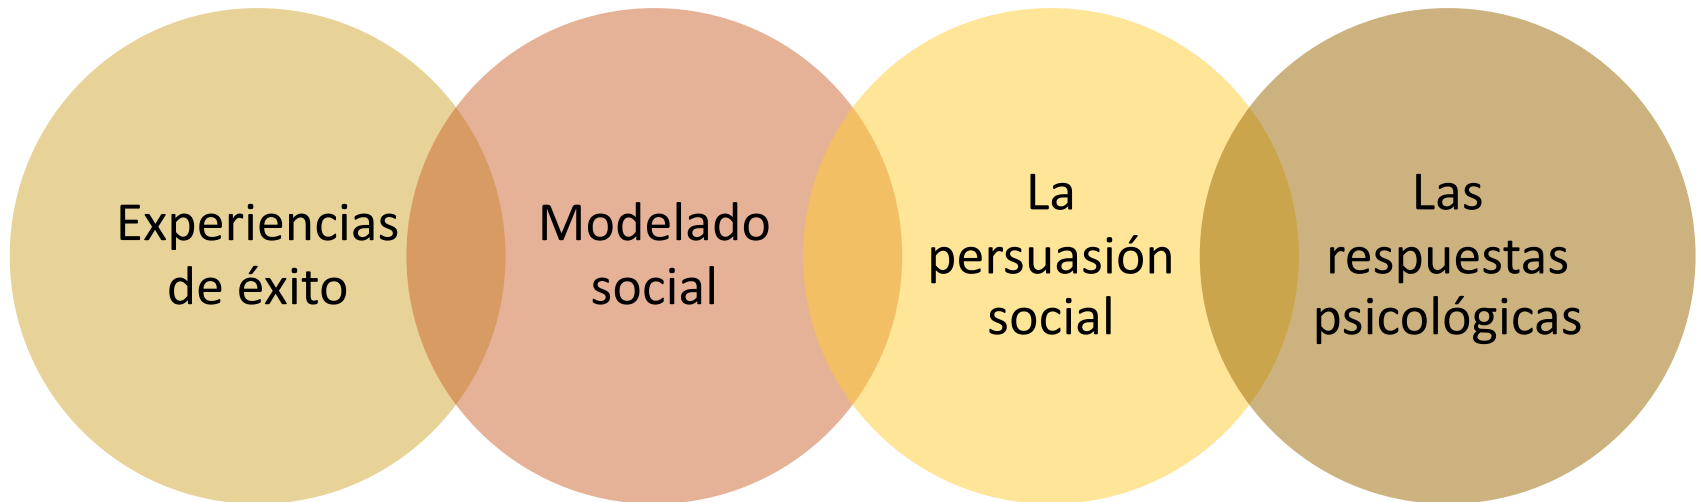 Experiencias
de éxito
Modelado
social
La
persuasión
social
Las
respuestas
psicológicas